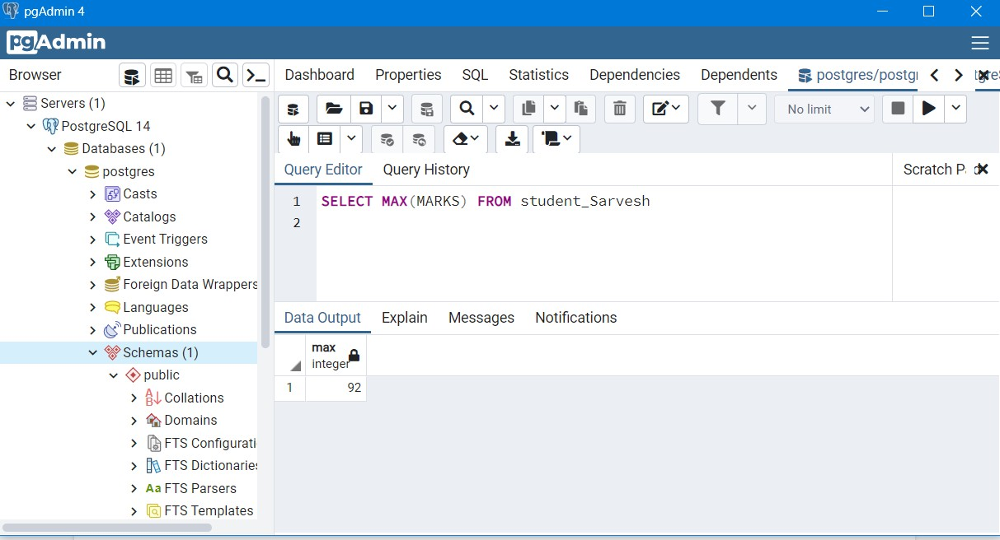 pgAdmin 4
pgAdmin
Browser
Dashboard Properties SQL Statistics Dependencies Dependents postgres/postgr
Servers (1)
PostgreSQL 14
Databases (1)
postgres
Casts
Catalogs
Event Triggers
Extensions
Foreign Data Wrappers
Languages
Publications
Schemas (1)
public
Collations
Domains
FTS Configurati
FTS Dictionaries
FTS Parsers
FTS Templates
No limit
Query Editor Query History
Scratch P
1 SELECT MAX(MARKS) FROM student_Sarvesh
2
Data Output Explain Messages Notifications
max
integer
1 92